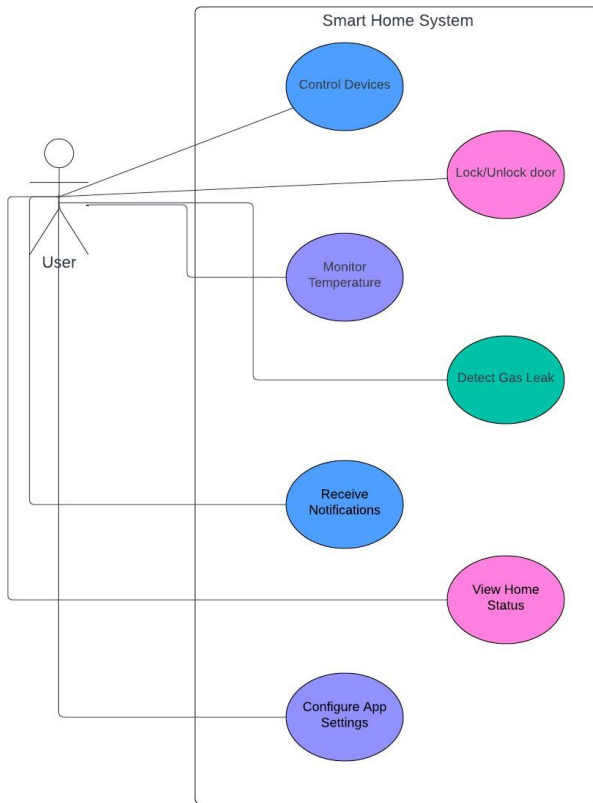 Smart Home System
Control Devices
Lock/Unlock door
User
Monitor
Temperature
Detect Gas Leak
Receive
Notifications
View Home
Status
Configure App
Settings